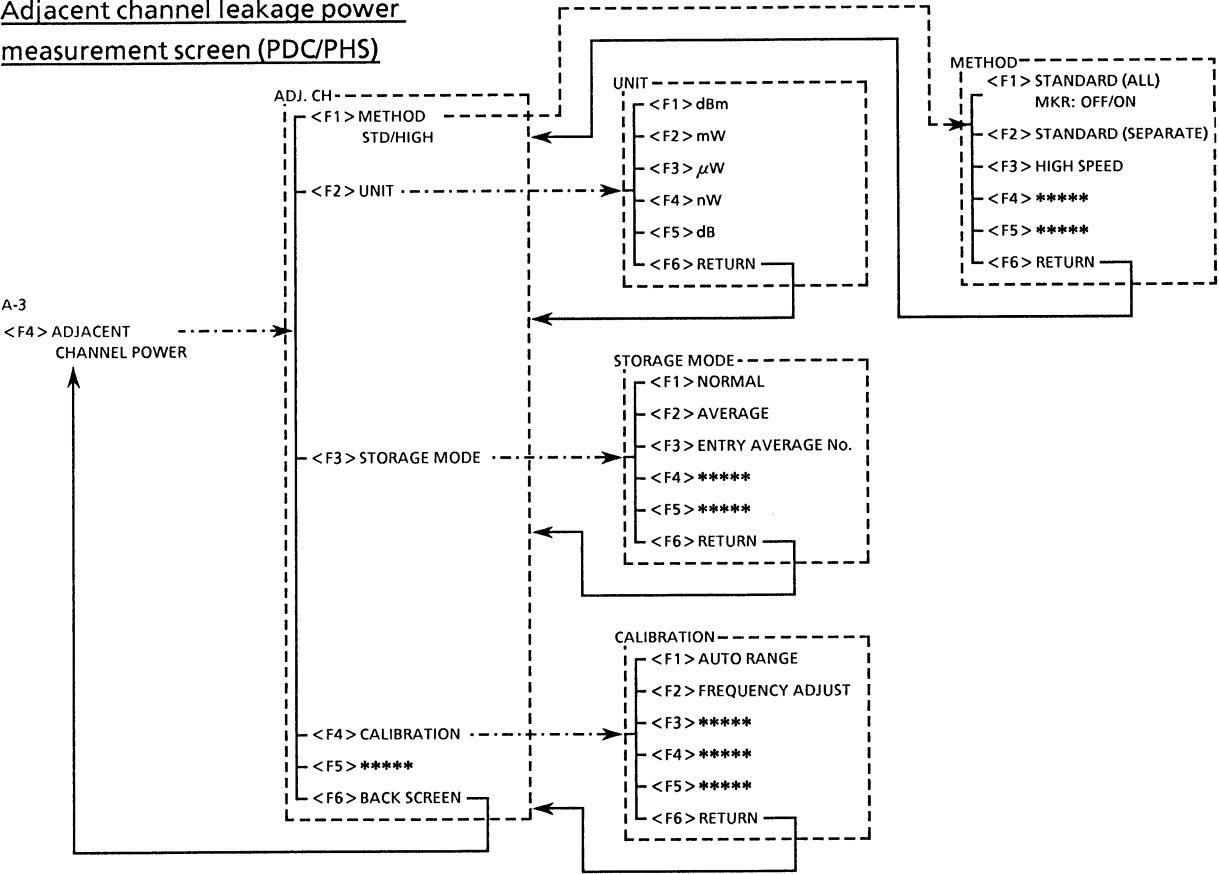 Adjacent channel leakage power
measurement screen (PDC/PHS)
A-3
<F4> ADJACENT
CHANNEL POWER
ADJ. CH
<F1> METHOD
STD/HIGH
<F2> UNIT
<F3> STORAGE MODE
<F4> CALIBRATION
<F5> *****
<F6> BACK SCREEN
UNIT
<F1> dBm
<F2> mW
<F3> μW
<F4> nW
<F5> dB
<F6> RETURN
METHOD
<F1> STANDARD (ALL)
MKR: OFF/ON
<F2> STANDARD (SEPARATE)
<F3> HIGH SPEED
<F4> *****
<F5> *****
<F6> RETURN
STORAGE MODE
<F1> NORMAL
<F2> AVERAGE
<F3> ENTRY AVERAGE No.
<F4> *****
<F5> *****
<F6> RETURN
CALIBRATION
<F1> AUTO RANGE
<F2> FREQUENCY ADJUST
<F3> *****
<F4> *****
<F5> *****
<F6> RETURN